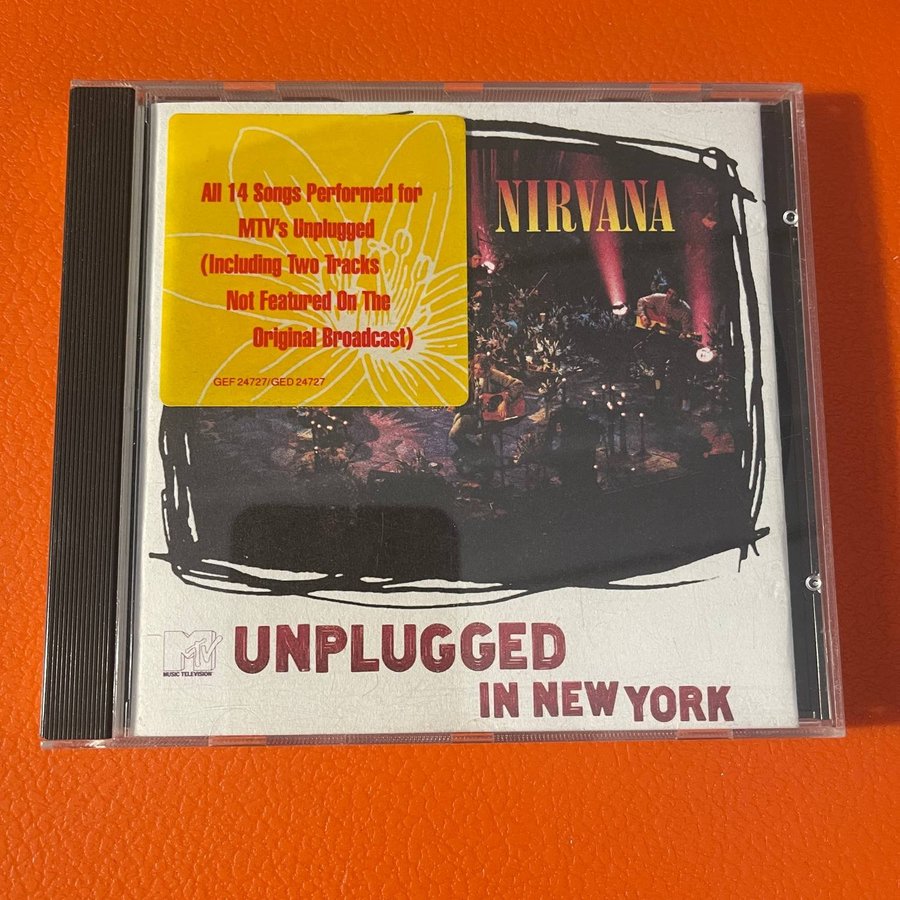 All 14 Songs Performed for
MTV's Unplugged
(Including Two Tracks
Not Featured On The
Original Broadcast)
GEF 24727/GED 24727
NIRVANA
MTV
MUSIC TELEVISION
UNPLUGGED
IN NEW YORK